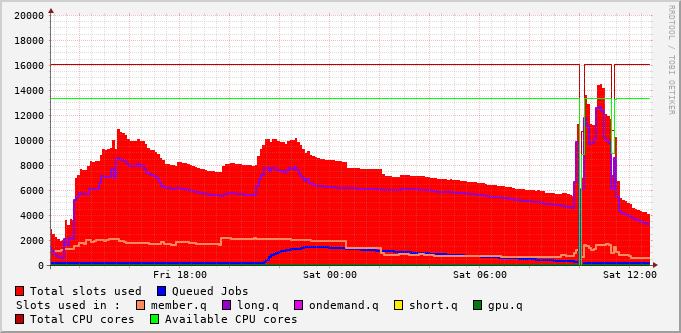 20000
18000
16000
14000
12000
10000
8000
6000
4000
2000
0
Fri 18:00 Sat 00:00 Sat 06:00 Sat 12:00
RRDTOOL / TOBI OETIKER
Total slots used Queued Jobs
Slots used in : member.q long.q ondemand.q short.q gpu.q
Total CPU cores Available CPU cores